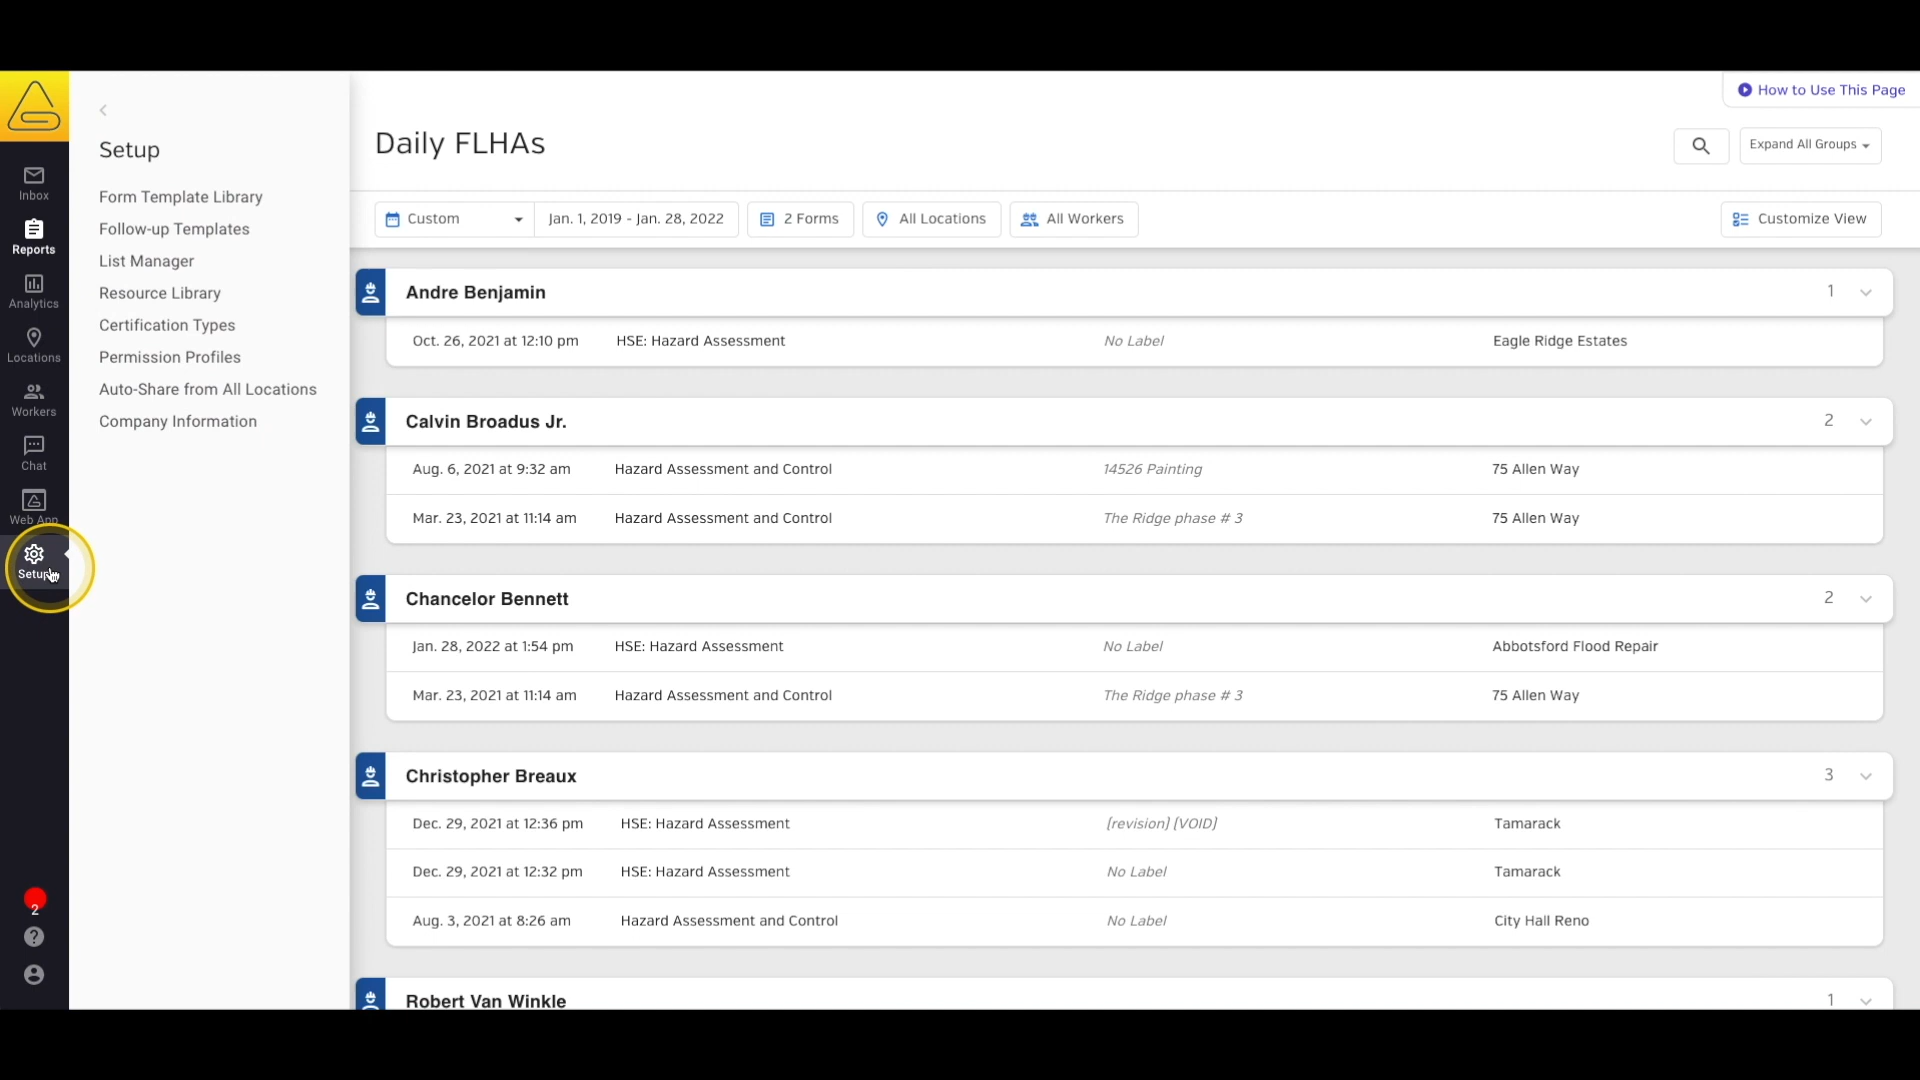 How to Use This Page
Daily FLHAs
Expand All Groups
Custom
Jan. 1, 2019 - Jan. 28, 2022
2 Forms
All Locations
All Workers
Customize View
Inbox
Reports
Analytics
Locations
Workers
Chat
Web App
Setup
2
Setup
Form Template Library
Follow-up Templates
List Manager
Resource Library
Certification Types
Permission Profiles
Auto-Share from All Locations
Company Information
Andre Benjamin 1
Oct. 26, 2021 at 12:10 pm HSE: Hazard Assessment No Label Eagle Ridge Estates
Calvin Broadus Jr. 2
Aug. 6, 2021 at 9:32 am Hazard Assessment and Control 14526 Painting 75 Allen Way
Mar. 23, 2021 at 11:14 am Hazard Assessment and Control The Ridge phase # 3 75 Allen Way
Chancelor Bennett 2
Jan. 28, 2022 at 1:54 pm HSE: Hazard Assessment No Label Abbotsford Flood Repair
Mar. 23, 2021 at 11:14 am Hazard Assessment and Control The Ridge phase # 3 75 Allen Way
Christopher Breaux 3
Dec. 29, 2021 at 12:36 pm HSE: Hazard Assessment [revision] [VOID] Tamarack
Dec. 29, 2021 at 12:32 pm HSE: Hazard Assessment No Label Tamarack
Aug. 3, 2021 at 8:26 am Hazard Assessment and Control No Label City Hall Reno
Robert Van Winkle 1